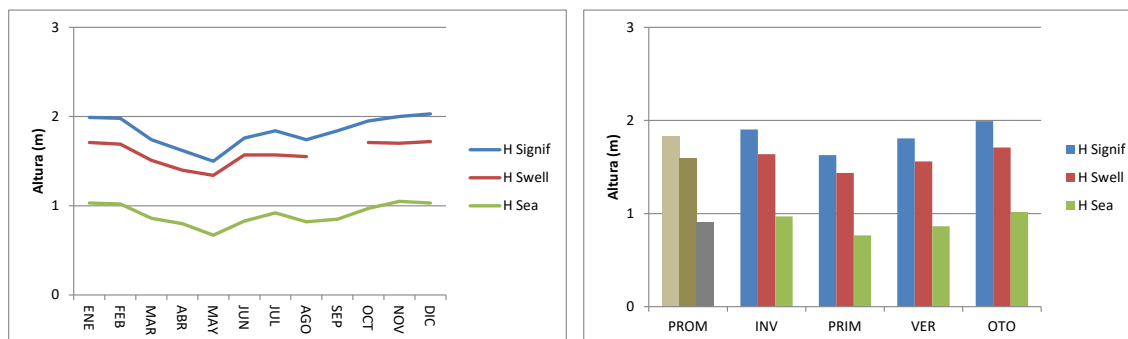 3
2
1
0
Altura (m)
ENE
FEB
MAR
ABR
MAY
JUN
JUL
AGO
SEP
OCT
NOV
DIC
H Signif
H Swell
H Sea
3
2
1
0
Altura (m)
PROM INV PRIM VER OTO
H Signif
H Swell
H Sea